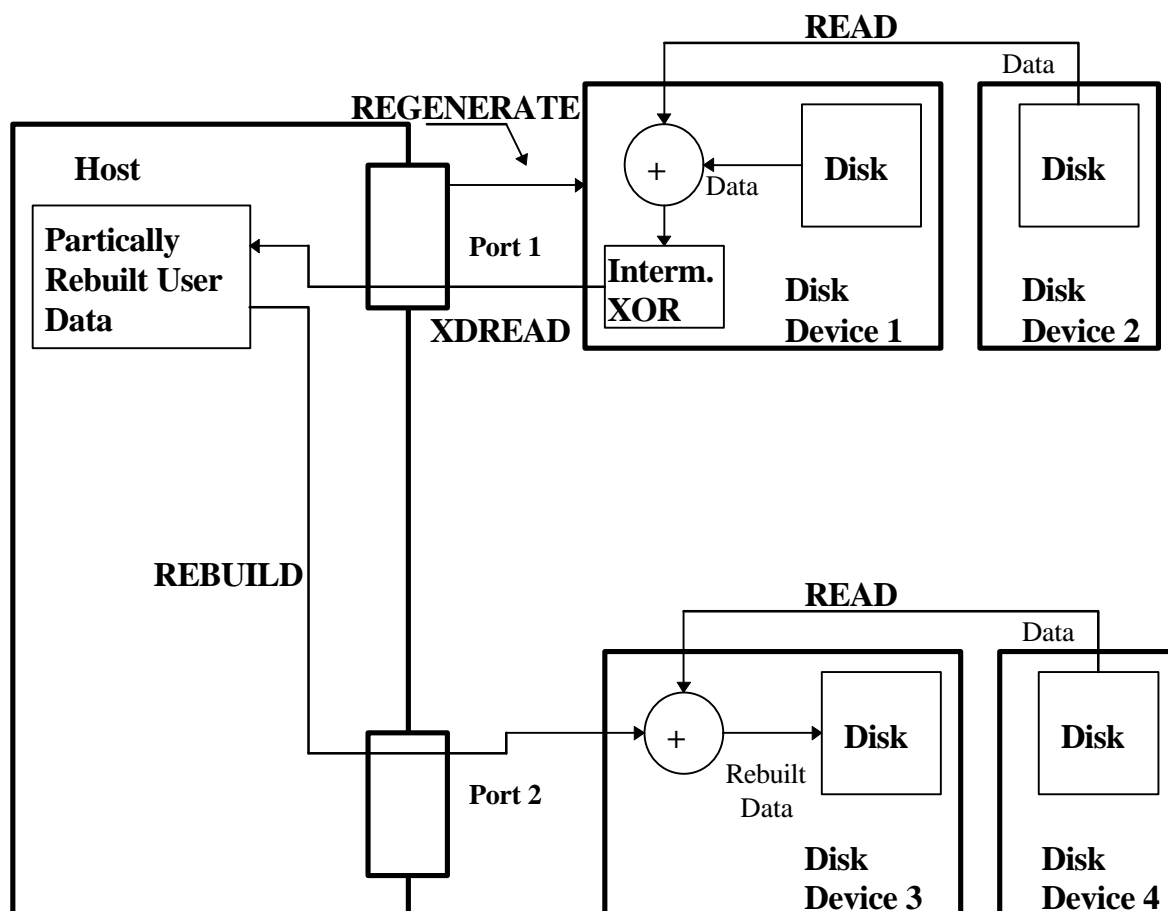 READ
Data
REGENERATE
Host
+
Data
Disk
Disk
Partically
Rebuilt User
Data
Port 1
Interm.
XOR
Disk
Device 1
Disk
Device 2
XDREAD
REBUILD
READ
Data
+
Disk
Disk
Port 2
Rebuilt
Data
Disk
Device 3
Disk
Device 4